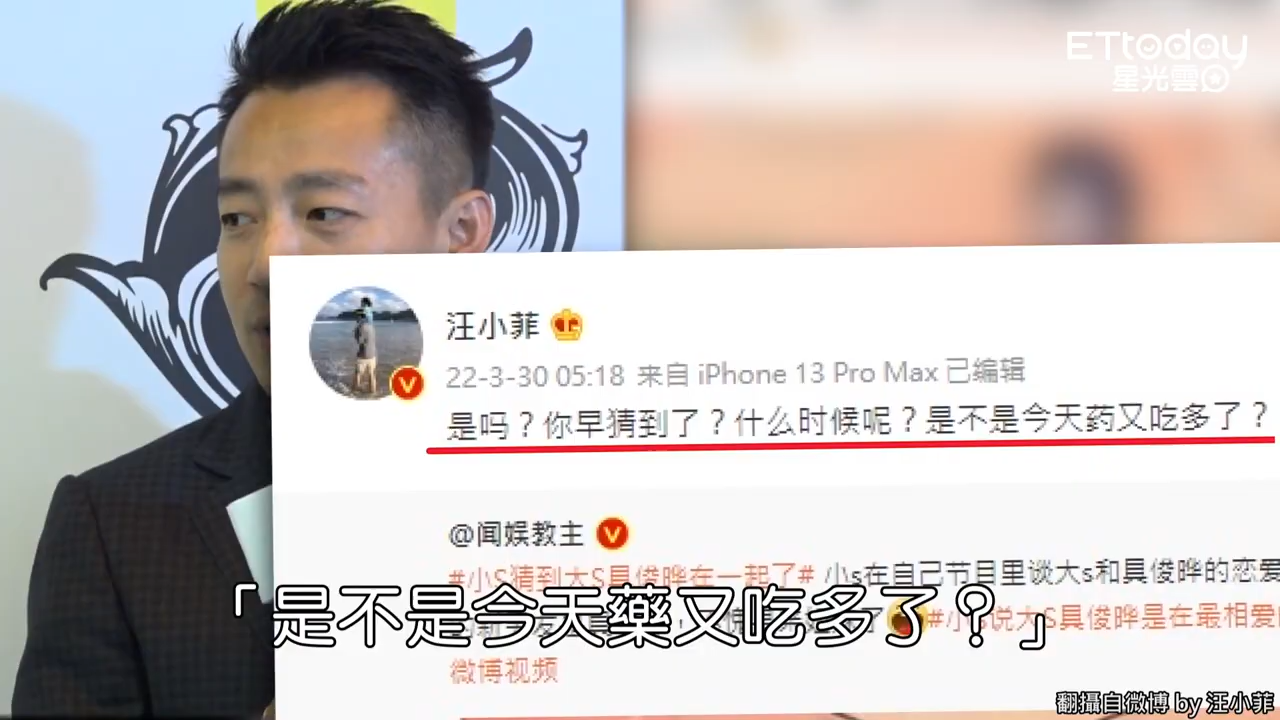 ETtoday
星光雲
汪小菲
22-3-30 05:18 来自 iPhone 13 Pro Max 已编辑
是吗？你早猜到了？什么时候呢？是不是今天药又吃多了？
@闻娱教主
#小S猜到大S具俊晔在一起了# 小s在自己节目里谈大s和具俊晔的恋爱
#小S说大S具俊晔是在最相爱
微博视频
「是不是今天藥又吃多了？」
翻攝自微博 by 汪小菲